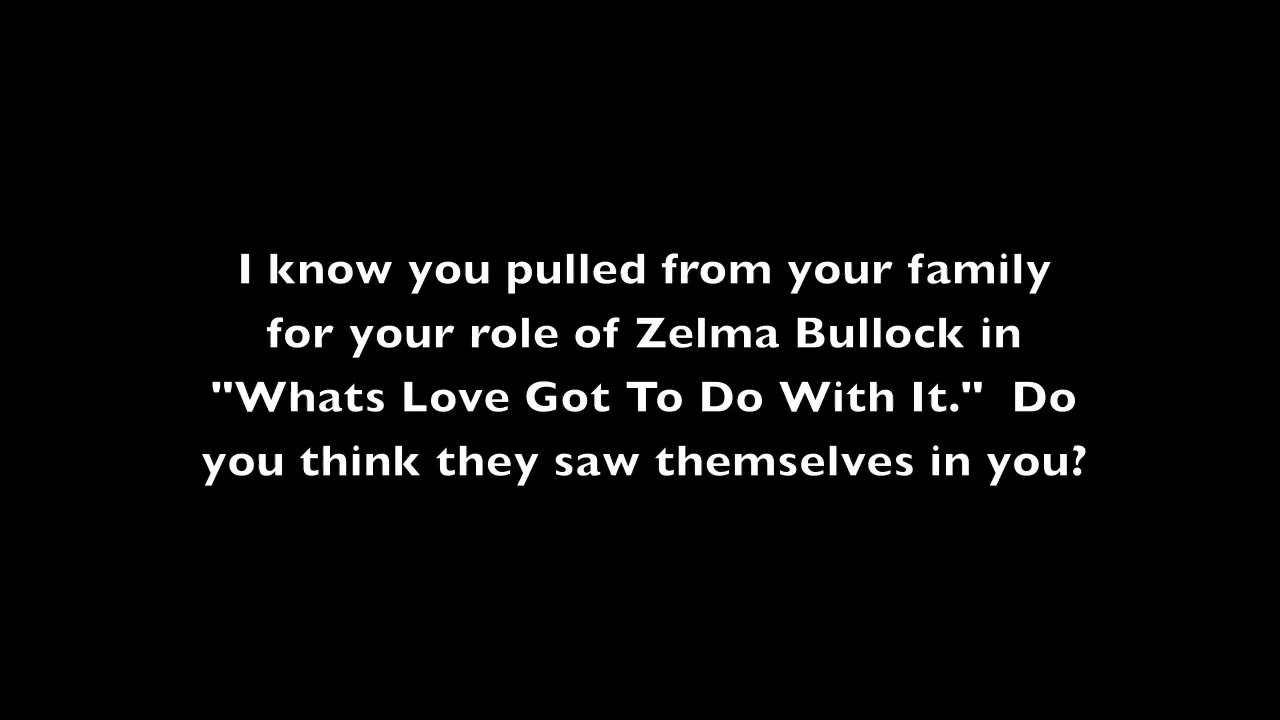 I know you pulled from your family
for your role of Zelma Bullock in
"Whats Love Got To Do With It."  Do
you think they saw themselves in you?